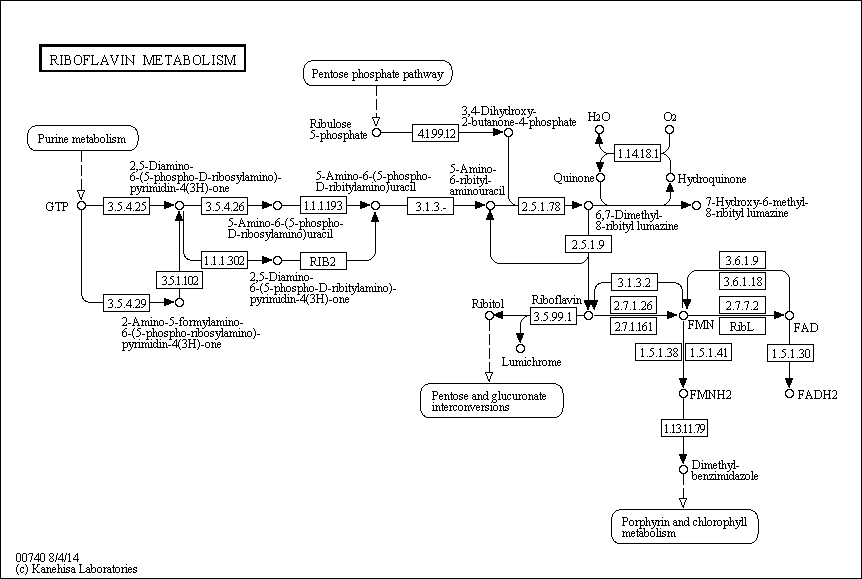 RIBOFLAVIN METABOLISM
Pentose phosphate pathway
Purine metabolism
Ribulose
5-phosphate
4.1.99.12
3,4-Dihydroxy-
2-butanone-4-phosphate
H2O
O2
1.14.18.1
Quinone
Hydroquinone
2,5-Diamino-
6-(5-phospho-D-ribosylamino)-
pyrimidin-4(3H)-one
5-Amino-6-(5-phospho-
D-ribitylamino)uracil
5-Amino-
6-ribityl-
aminouracil
GTP
3.5.4.25
3.5.4.26
1.1.1.193
3.1.3.-
2.5.1.78
7-Hydroxy-6-methyl-
8-ribityl lumazine
5-Amino-6-(5-phospho-
D-ribosylamino)uracil
6,7-Dimethyl-
8-ribityl lumazine
2.5.1.9
1.1.1.302
RIB2
3.5.1.102
2,5-Diamino-
6-(5-phospho-D-ribitylamino)-
pyrimidin-4(3H)-one
3.5.4.29
2-Amino-5-formylamino-
6-(5-phospho-ribosylamino)-
pyrimidin-4(3H)-one
3.6.1.9
3.6.1.18
3.1.3.2
Ribitol
Riboflavin
3.5.99.1
2.7.1.26
2.7.1.161
FMN
2.7.7.2
RibL
FAD
Lumichrome
1.5.1.38
1.5.1.41
1.5.1.30
Pentose and glucuronate
interconversions
FMNH2
FADH2
1.13.11.79
Dimethyl-
benzimidazole
Porphyrin and chlorophyll
metabolism
00740 8/4/14
(c) Kanehisa Laboratories